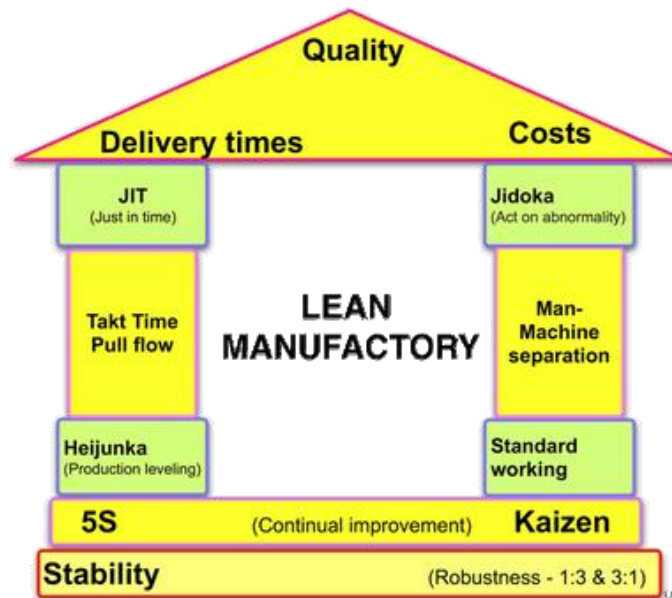 Quality
Delivery times
Costs
JIT
(Just in time)
Jidoka
(Act on abnormality)
Takt Time
Pull flow
LEAN
MANUFACTORY
Man-
Machine
separation
Heijunka
(Production leveling)
Standard
working
5S (Continual improvement) Kaizen
Stability (Robustness - 1:3 & 3:1)